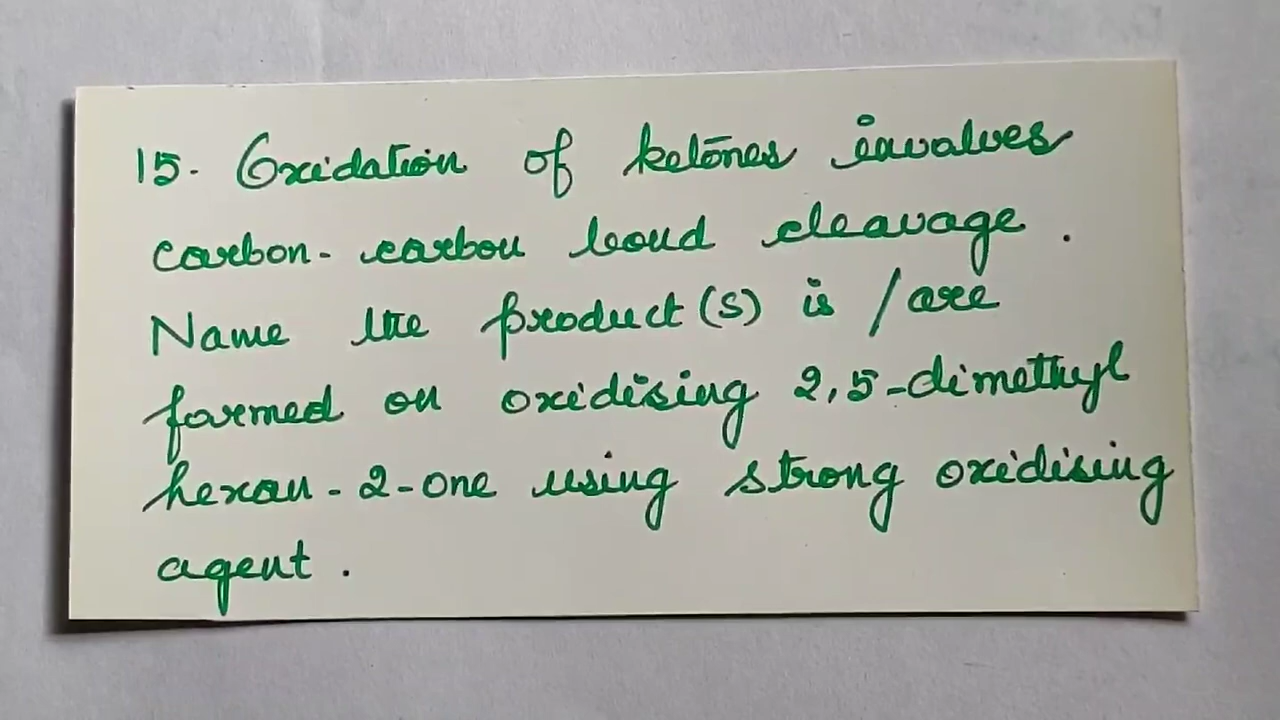 15. Oxidation of ketones involves
carbon-carbon bond cleavage.
Name the product(s) is/are
formed on oxidising 2,5-dimethyl
hexan-2-one using strong oxidising
agent.